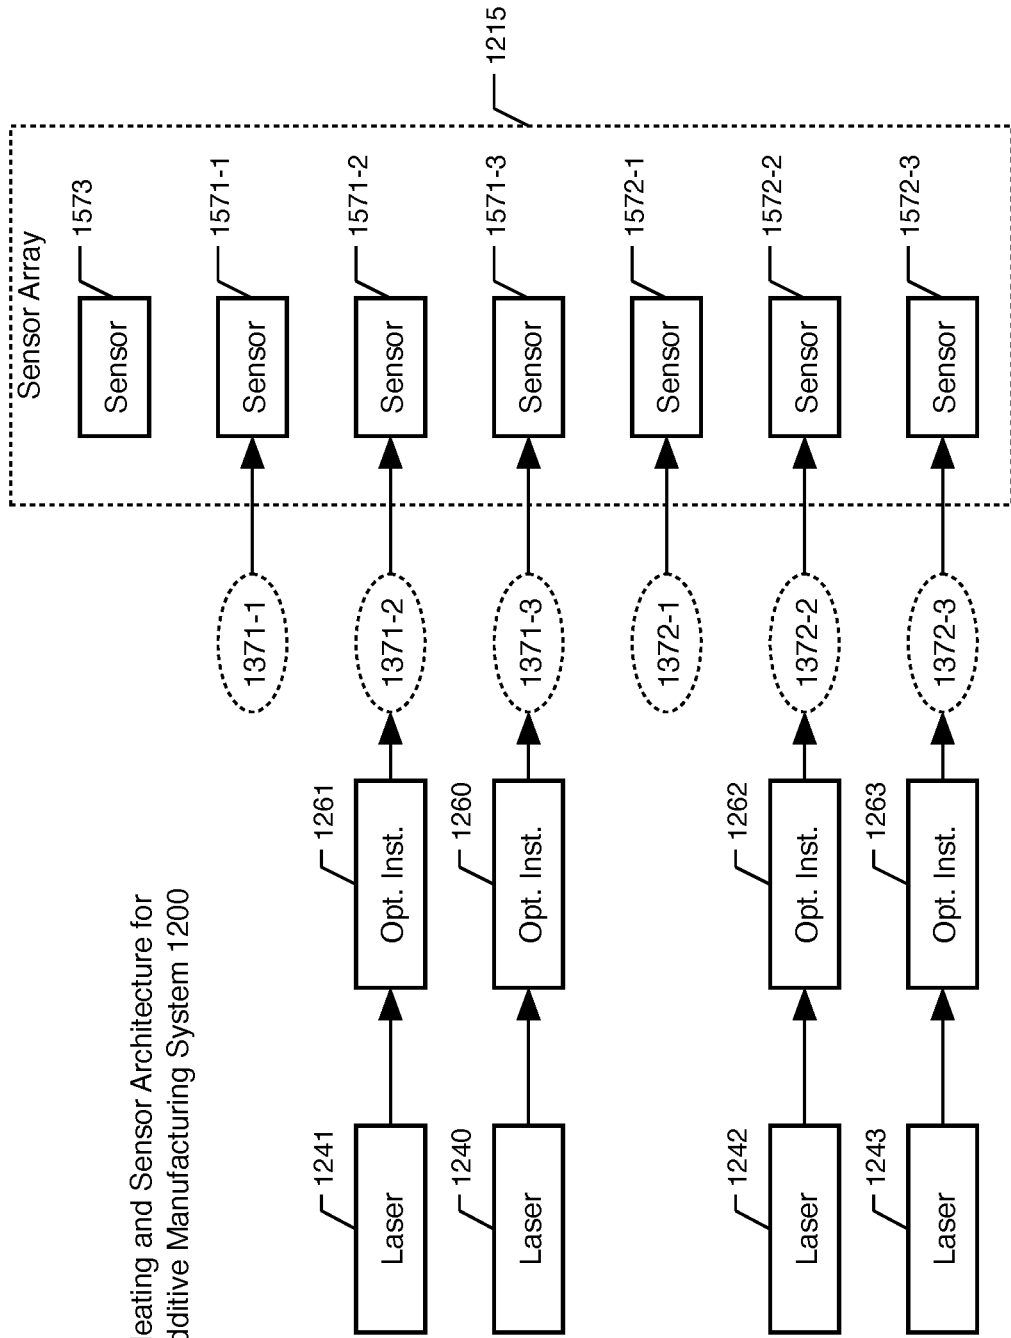 eating and Sensor Architecture for
dditive Manufacturing System 1200
Sensor Array
Sensor
1573
1371-1
Sensor
1571-1
1241
Laser
1261
Opt. Inst.
1371-2
Sensor
1571-2
1240
Laser
1260
Opt. Inst.
1371-3
Sensor
1571-3
1215
1372-1
Sensor
1572-1
1242
Laser
1262
Opt. Inst.
1372-2
Sensor
1572-2
1243
Laser
1263
Opt. Inst.
1372-3
Sensor
1572-3